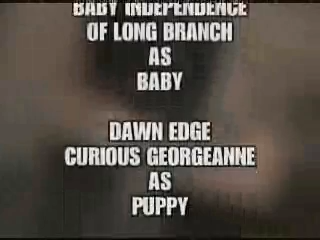 BABY INDEPENDENCE
OF LONG BRANCH
AS
BABY
DAWN EDGE
CURIOUS GEORGEANNE
AS
PUPPY